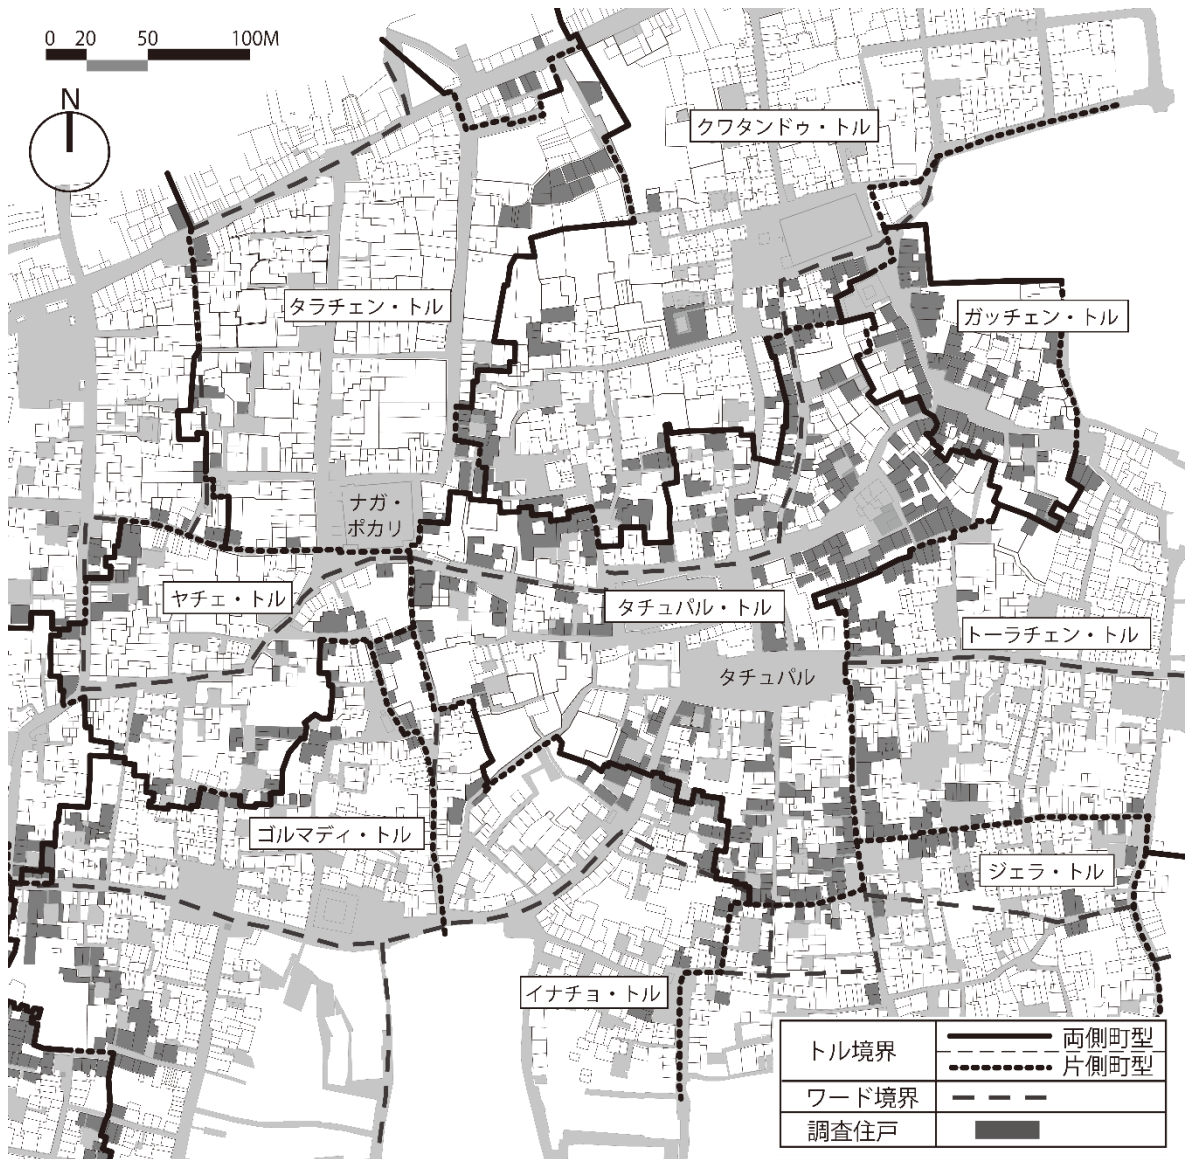 0 20 50 100M
N
クワタンドゥ・トル
タラチェン・トル
ガッチェン・トル
ナガ・
ポカリ
ヤチェ・トル
タチュパル・トル
トーラチェン・トル
タチュパル
ゴルマディ・トル
ジェラ・トル
イナチョ・トル
トル境界
両側町型
片側町型
ワード境界
調査住戸